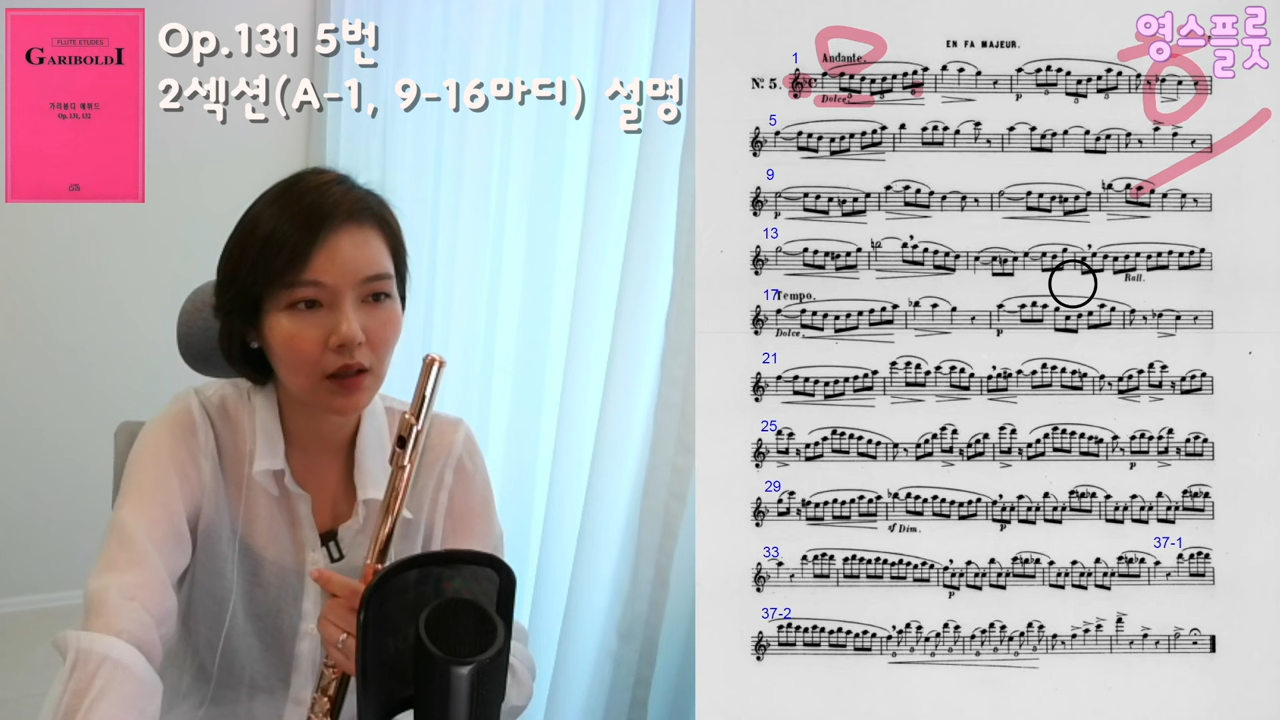 FLUTE ETUDES
GARIBOLDI
가리볼디 에튀드
Op. 131, 132
Op.131 5번
2섹션(A-1, 9-16마디) 설명
영스플룻
EN FA MAJEUR.
1
Andante.
Nº 5.
Dolce.
p
5
9
p
13
Rall.
17
Tempo.
Dolce.
p
21
25
p
29
sf Dim.
p
33
37-1
p
37-2